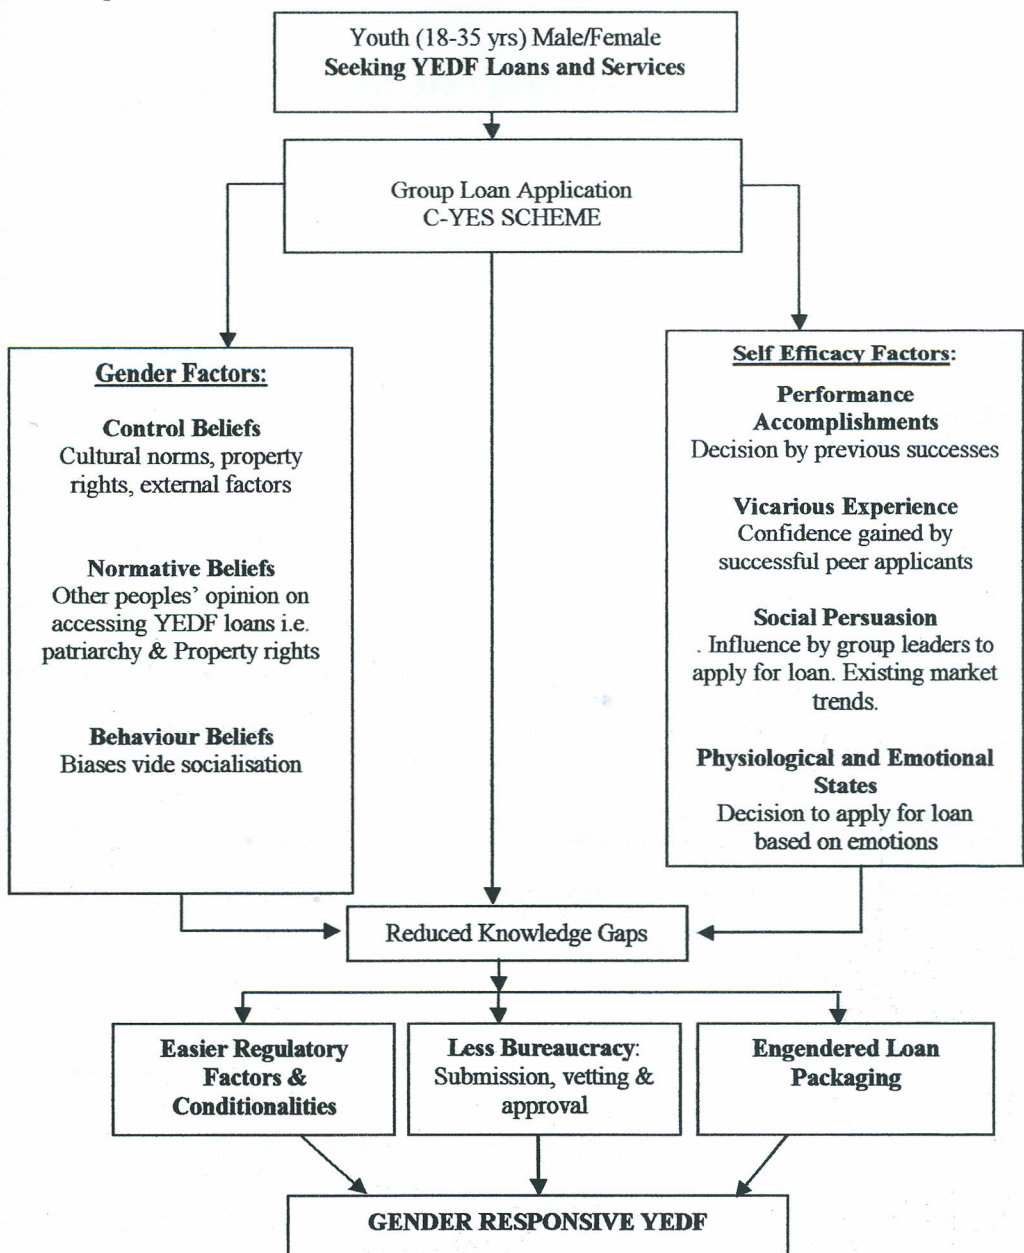 Youth (18-35 yrs) Male/Female
Seeking YEDF Loans and Services
Group Loan Application
C-YES SCHEME
Gender Factors:
Control Beliefs
Cultural norms, property
rights, external factors
Normative Beliefs
Other peoples' opinion on
accessing YEDF loans i.e.
patriarchy & Property rights
Behaviour Beliefs
Biases vide socialisation
Self Efficacy Factors:
Performance
Accomplishments
Decision by previous successes
Vicarious Experience
Confidence gained by
successful peer applicants
Social Persuasion
. Influence by group leaders to
apply for loan. Existing market
trends.
Physiological and Emotional
States
Decision to apply for loan
based on emotions
Reduced Knowledge Gaps
Easier Regulatory
Factors &
Conditionalities
Less Bureaucracy:
Submission, vetting &
approval
Engendered Loan
Packaging
GENDER RESPONSIVE YEDF